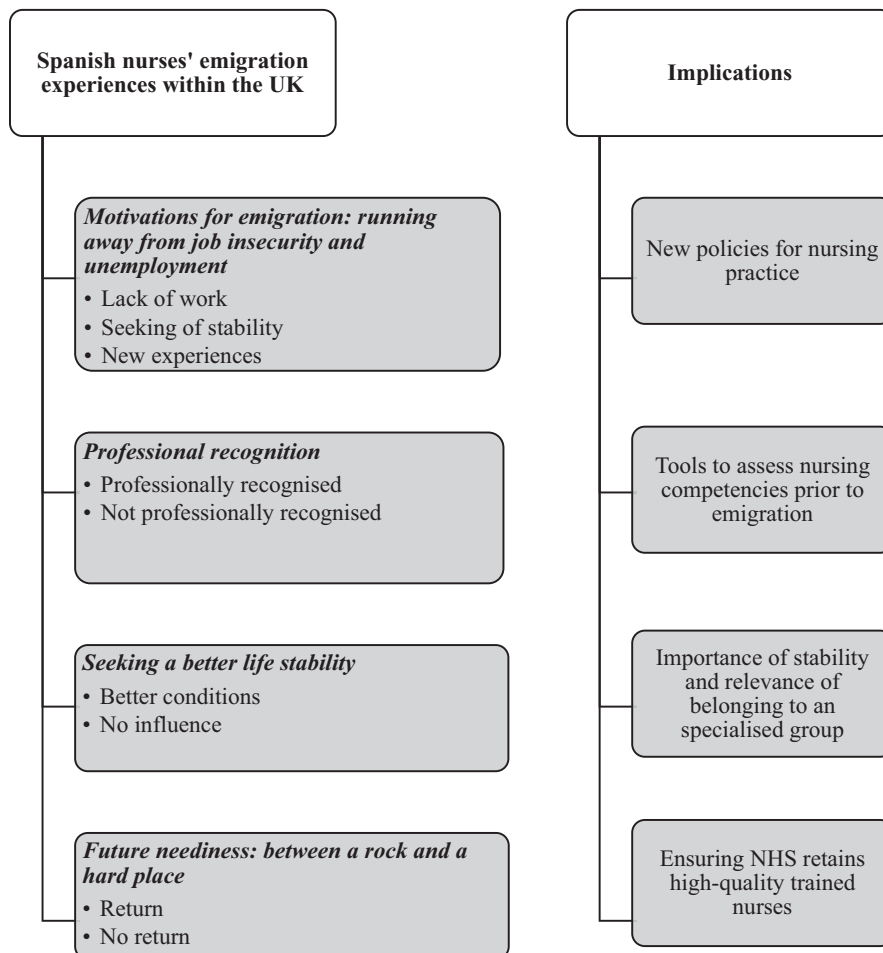 Spanish nurses' emigration
experiences within the UK
Motivations for emigration: running
away from job insecurity and
unemployment
• Lack of work
• Seeking of stability
• New experiences
Professional recognition
• Professionally recognised
• Not professionally recognised
Seeking a better life stability
• Better conditions
• No influence
Future neediness: between a rock and a
hard place
• Return
• No return
Implications
New policies for nursing
practice
Tools to assess nursing
competencies prior to
emigration
Importance of stability
and relevance of
belonging to an
specialised group
Ensuring NHS retains
high-quality trained
nurses